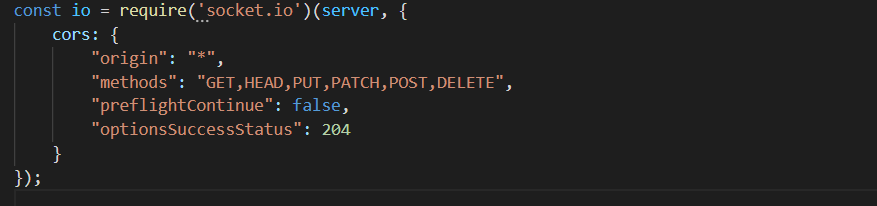 const io = require('socket.io')(server, {
    cors: {
        "origin": "*",
        "methods": "GET,HEAD,PUT,PATCH,POST,DELETE",
        "preflightContinue": false,
        "optionsSuccessStatus": 204
    }
});